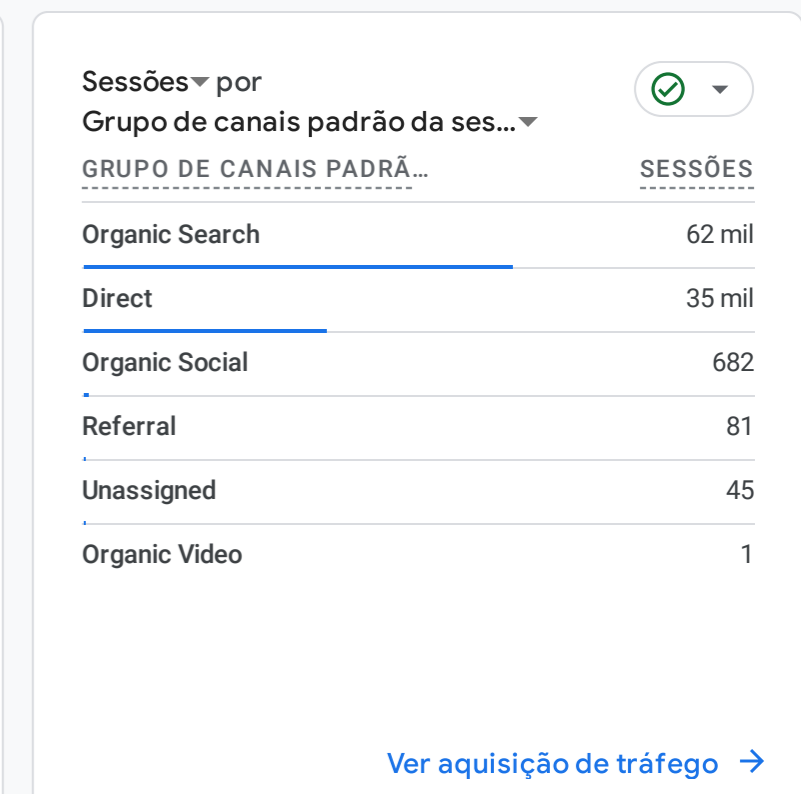 Sessões por
Grupo de canais padrão da ses...
GRUPO DE CANAIS PADRÃ... SESSÕES
Organic Search 62 mil
Direct 35 mil
Organic Social 682
Referral 81
Unassigned 45
Organic Video 1
Ver aquisição de tráfego